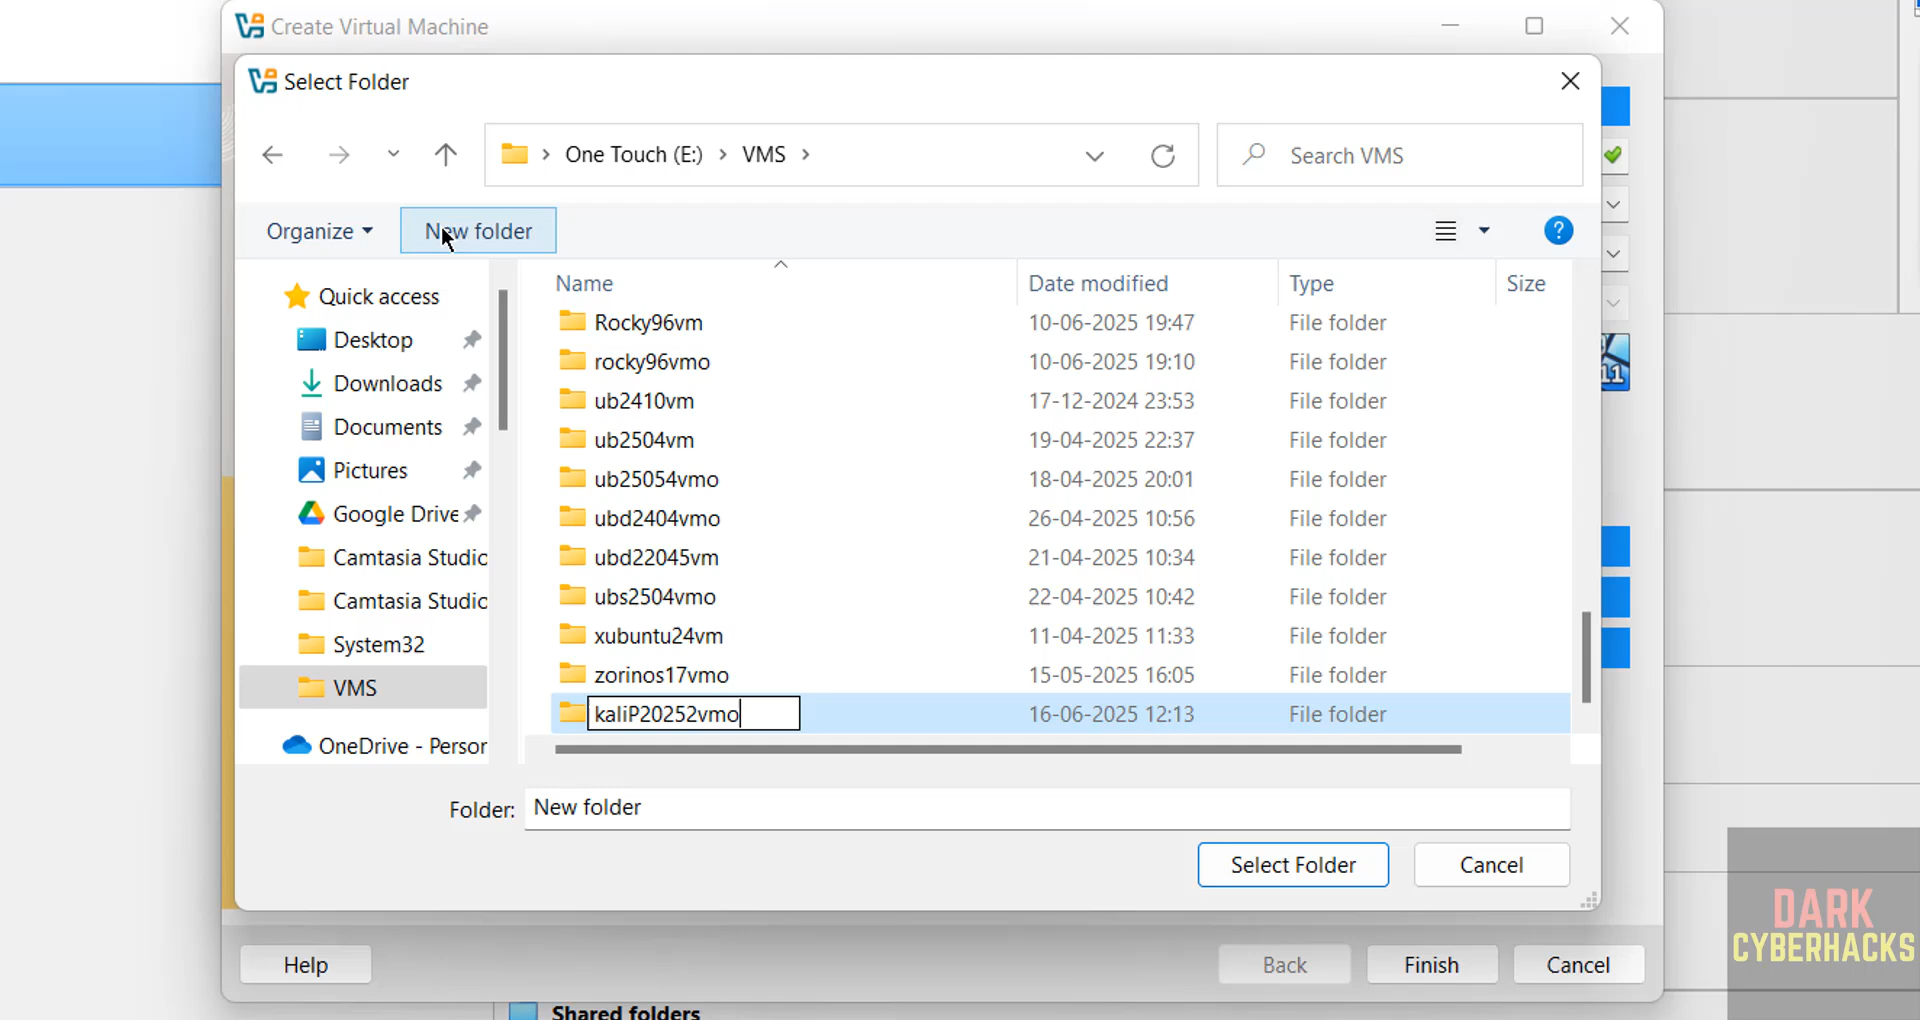 Create Virtual Machine
Select Folder
One Touch (E:) > VMS >
Search VMS
Organize
New folder
?
Name
Date modified
Type
Size
Quick access
Desktop
Downloads
Documents
Pictures
Google Drive
Camtasia Studio
Camtasia Studio
System32
VMS
OneDrive - Person
Rocky96vm 10-06-2025 19:47 File folder
rocky96vmo 10-06-2025 19:10 File folder
ub2410vm 17-12-2024 23:53 File folder
ub2504vm 19-04-2025 22:37 File folder
ub25054vmo 18-04-2025 20:01 File folder
ubd2404vmo 26-04-2025 10:56 File folder
ubd22045vm 21-04-2025 10:34 File folder
ubs2504vmo 22-04-2025 10:42 File folder
xubuntu24vm 11-04-2025 11:33 File folder
zorinos17vmo 15-05-2025 16:05 File folder
kaliP20252vmo 16-06-2025 12:13 File folder
Folder: New folder
Select Folder
Cancel
11
Help
Back
Finish
Cancel
Shared folders
DARK
CYBERHACKS